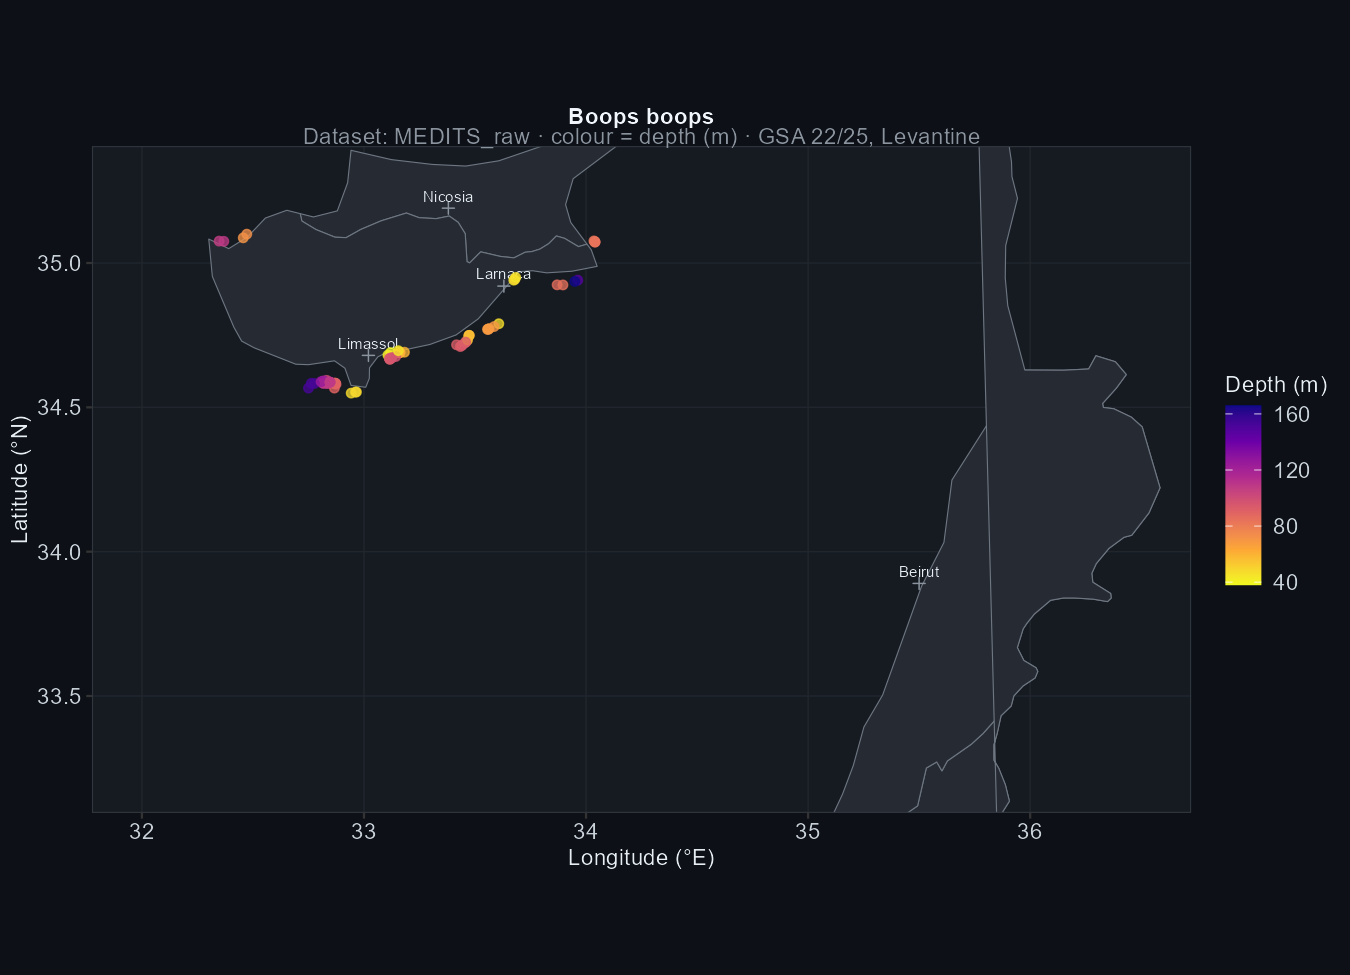 Boops boops
Dataset: MEDITS_raw · colour = depth (m) · GSA 22/25, Levantine
Nicosia
Larnaca
Limassol
Beirut
35.0
34.5
34.0
33.5
Latitude (°N)
32
33
34
35
36
Longitude (°E)
Depth (m)
160
120
80
40